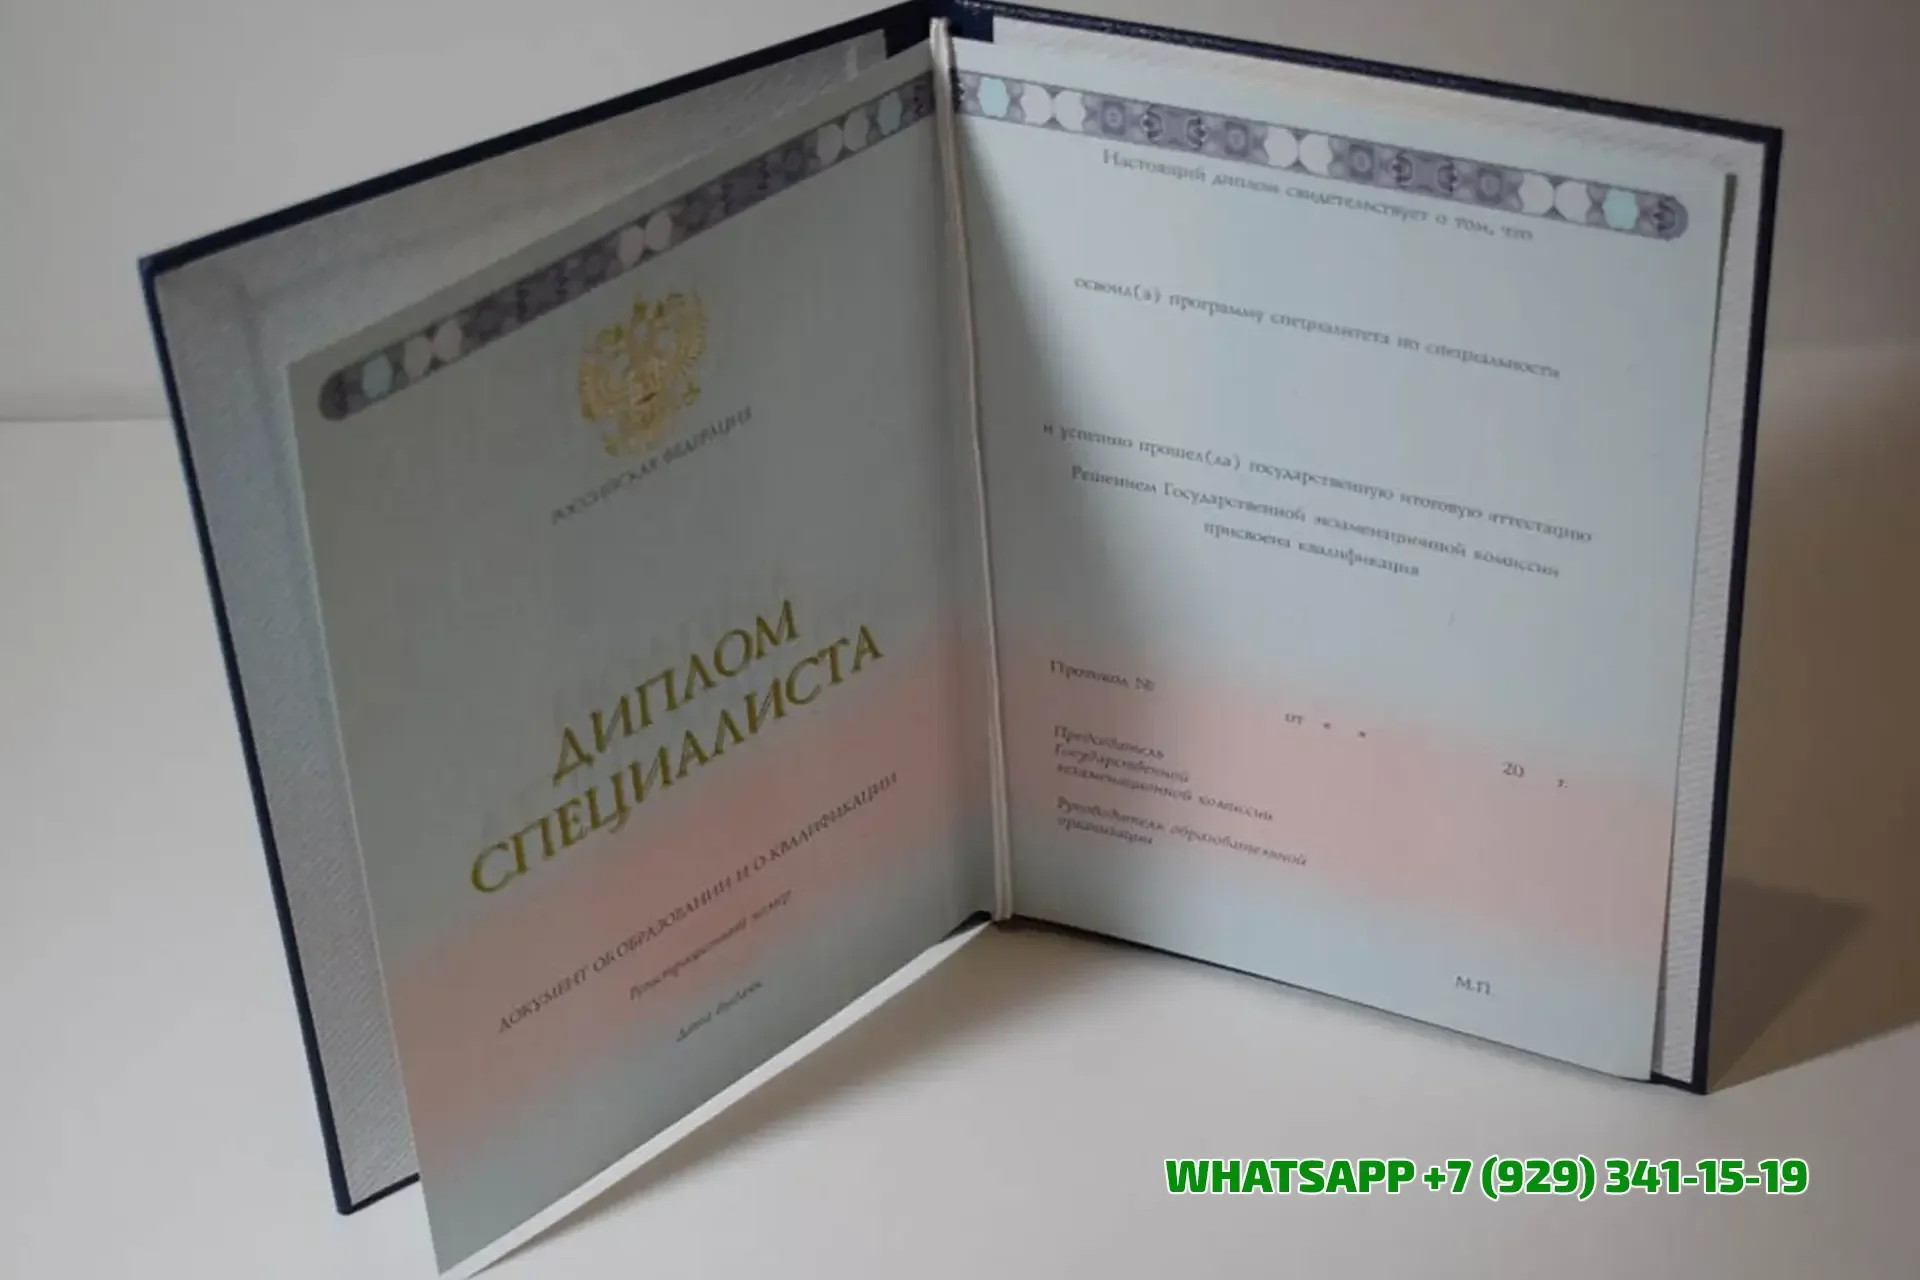 РОССИЙСКАЯ ФЕДЕРАЦИЯ
ДИПЛОМ
СПЕЦИАЛИСТА
ДОКУМЕНТ ОБ ОБРАЗОВАНИИ И О КВАЛИФИКАЦИИ
Регистрационный номер
Дата выдачи
Настоящий диплом свидетельствует о том, что
освоил(а) программу специалитета по специальности
и успешно прошел(ла) государственную итоговую аттестацию
Решением Государственной экзаменационной комиссии
присвоена квалификация
Протокол №
от « » 20 г.
Председатель
Государственной
экзаменационной комиссии
Руководитель образовательной
организации
М.П.
WHATSAPP +7 (929) 341-15-19